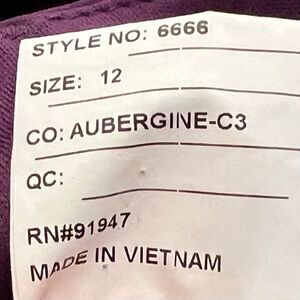 STYLE NO: 6666
SIZE: 12
CO: AUBERGINE-C3
QC:
RN#91947
MADE IN VIETNAM